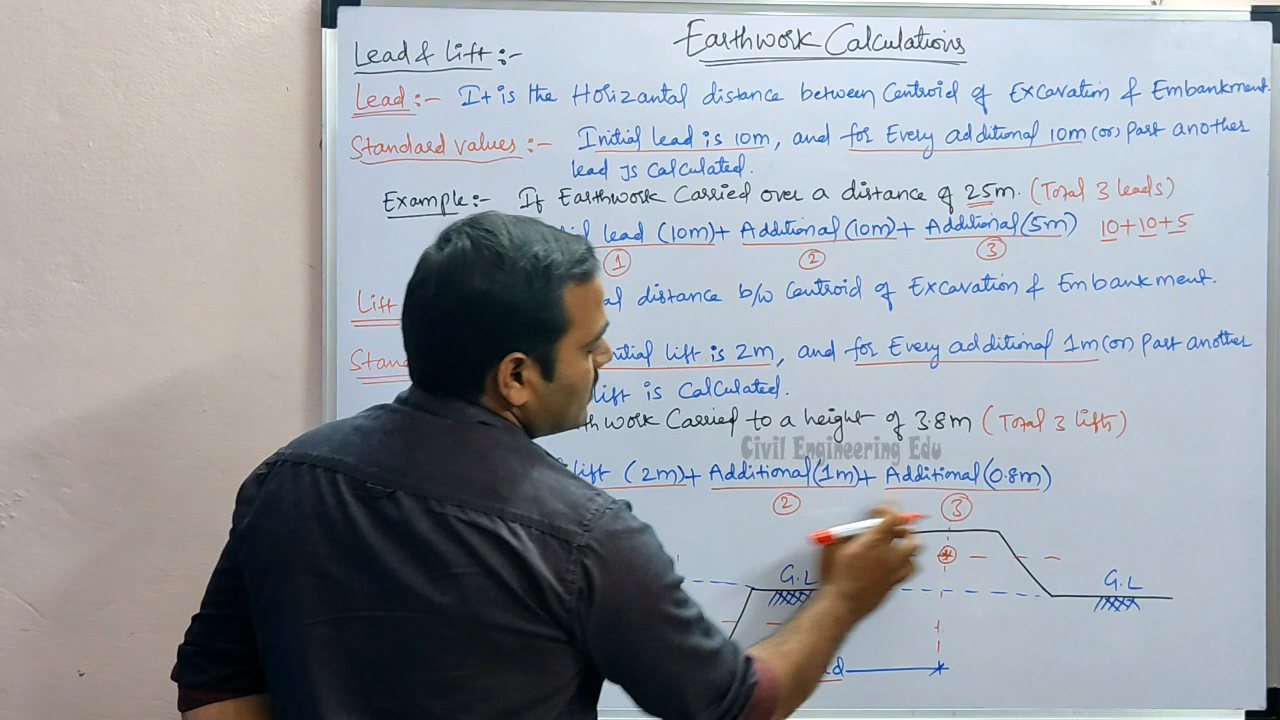 Earthwork Calculations
Lead & Lift :-
Lead :- It is the Horizantal distance between Centroid of Excavation & Embankment.
Standard values :- Initial lead is 10m, and for Every additional 10m (or) Part another
lead Is Calculated.
Example :- If Earthwork Carried over a distance of 25m. (Total 3 leads)
lead (10m) + Additional (10m) + Additional (5m) 10+10+5
1 2 3
Lift distance b/w Centroid of Excavation & Embankment.
lift is 2m, and for Every additional 1m (or) Part another
lift is Calculated.
work Carried to a height of 3.8m (Total 3 lifts)
Civil Engineering Edu
lift (2m) + Additional (1m) + Additional (0.8m)
2 3
G.L G.L